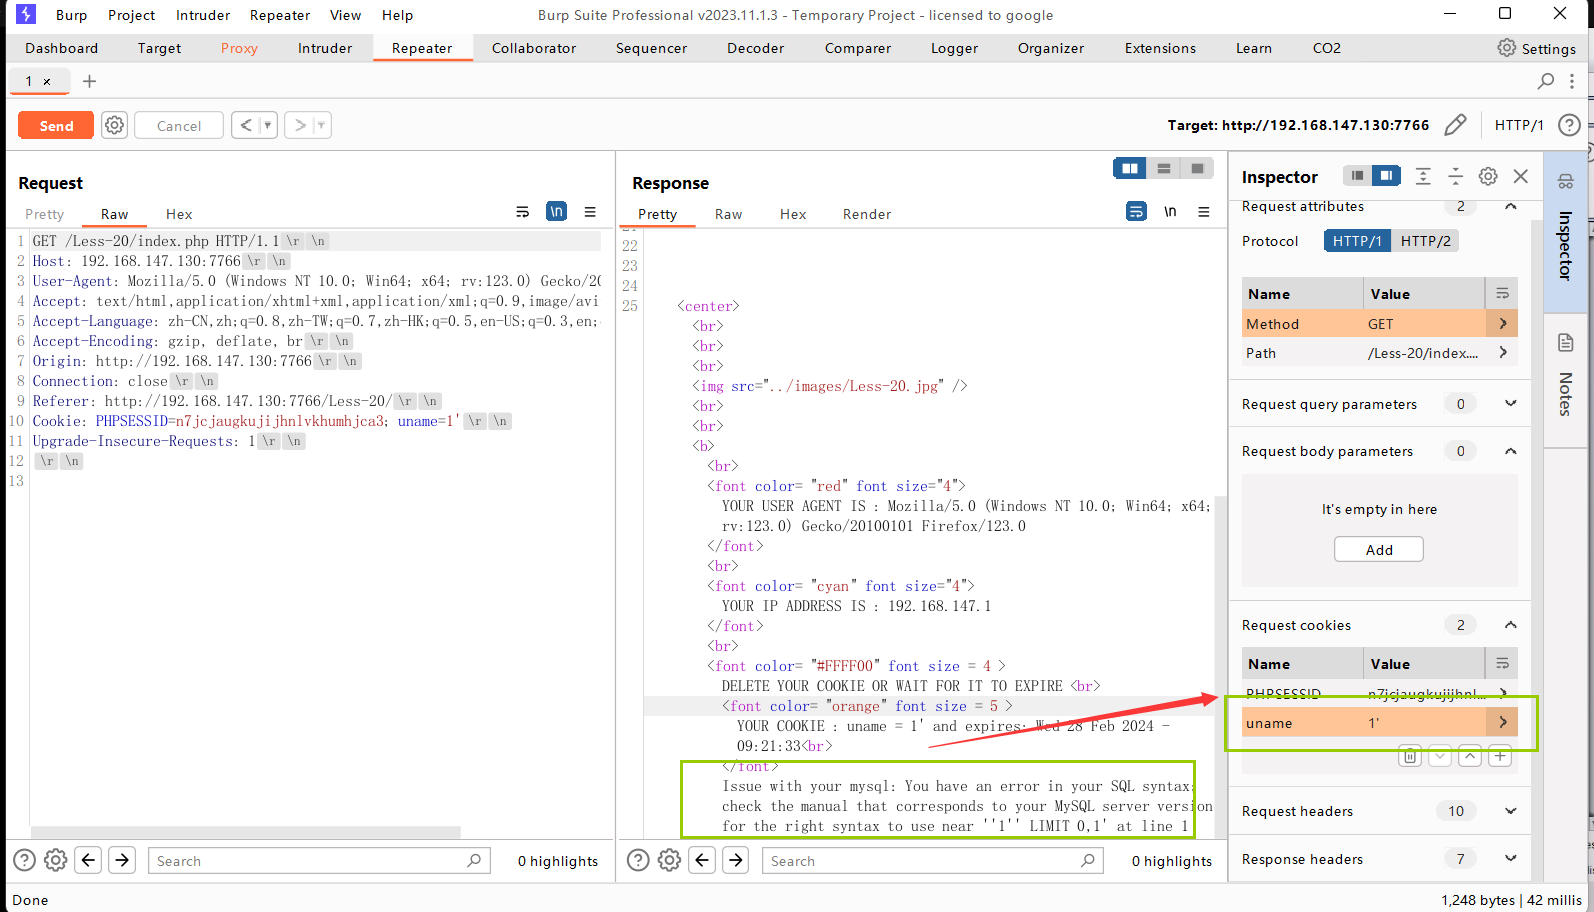 Burp Project Intruder Repeater View Help Burp Suite Professional v2023.11.1.3 - Temporary Project - licensed to google
Dashboard Target Proxy Intruder Repeater Collaborator Sequencer Decoder Comparer Logger Organizer Extensions Learn CO2 Settings
1 × +
Send Cancel < > Target: http://192.168.147.130:7766 HTTP/1 ?
Request
Pretty Raw Hex \n
1 GET /Less-20/index.php HTTP/1.1 \r \n
2 Host: 192.168.147.130:7766 \r \n
3 User-Agent: Mozilla/5.0 (Windows NT 10.0; Win64; x64; rv:123.0) Gecko/20
4 Accept: text/html,application/xhtml+xml,application/xml;q=0.9,image/avi
5 Accept-Language: zh-CN,zh;q=0.8,zh-TW;q=0.7,zh-HK;q=0.5,en-US;q=0.3,en;
6 Accept-Encoding: gzip, deflate, br \r \n
7 Origin: http://192.168.147.130:7766 \r \n
8 Connection: close \r \n
9 Referer: http://192.168.147.130:7766/Less-20/ \r \n
10 Cookie: PHPSESSID=n7jcjaugkujijhnlvkhumhjca3; uname=1' \r \n
11 Upgrade-Insecure-Requests: 1 \r \n
12 \r \n
13
Search 0 highlights
Response
Pretty Raw Hex Render \n
21
22
23
24
25 <center>
<br>
<br>
<br>
<img src="../images/Less-20.jpg" />
<br>
<br>
<b>
<br>
<font color= "red" font size="4">
YOUR USER AGENT IS : Mozilla/5.0 (Windows NT 10.0; Win64; x64;
rv:123.0) Gecko/20100101 Firefox/123.0
</font>
<br>
<font color= "cyan" font size="4">
YOUR IP ADDRESS IS : 192.168.147.1
</font>
<br>
<font color= "#FFFF00" font size = 4 >
DELETE YOUR COOKIE OR WAIT FOR IT TO EXPIRE <br>
<font color= "orange" font size = 5 >
YOUR COOKIE : uname = 1' and expires: Wed 28 Feb 2024 -
09:21:33<br>
</font>
Issue with your mysql: You have an error in your SQL syntax;
check the manual that corresponds to your MySQL server version
for the right syntax to use near ''1'' LIMIT 0,1' at line 1
Search 0 highlights
Inspector
Request attributes 2
Protocol HTTP/1 HTTP/2
Name Value
Method GET
Path /Less-20/index....
Request query parameters 0
Request body parameters 0
It's empty in here
Add
Request cookies 2
Name Value
PHPSESSID n7jcjaugkujijhnl...
uname 1'
Request headers 10
Response headers 7
Inspector
Notes
Done 1,248 bytes | 42 millis